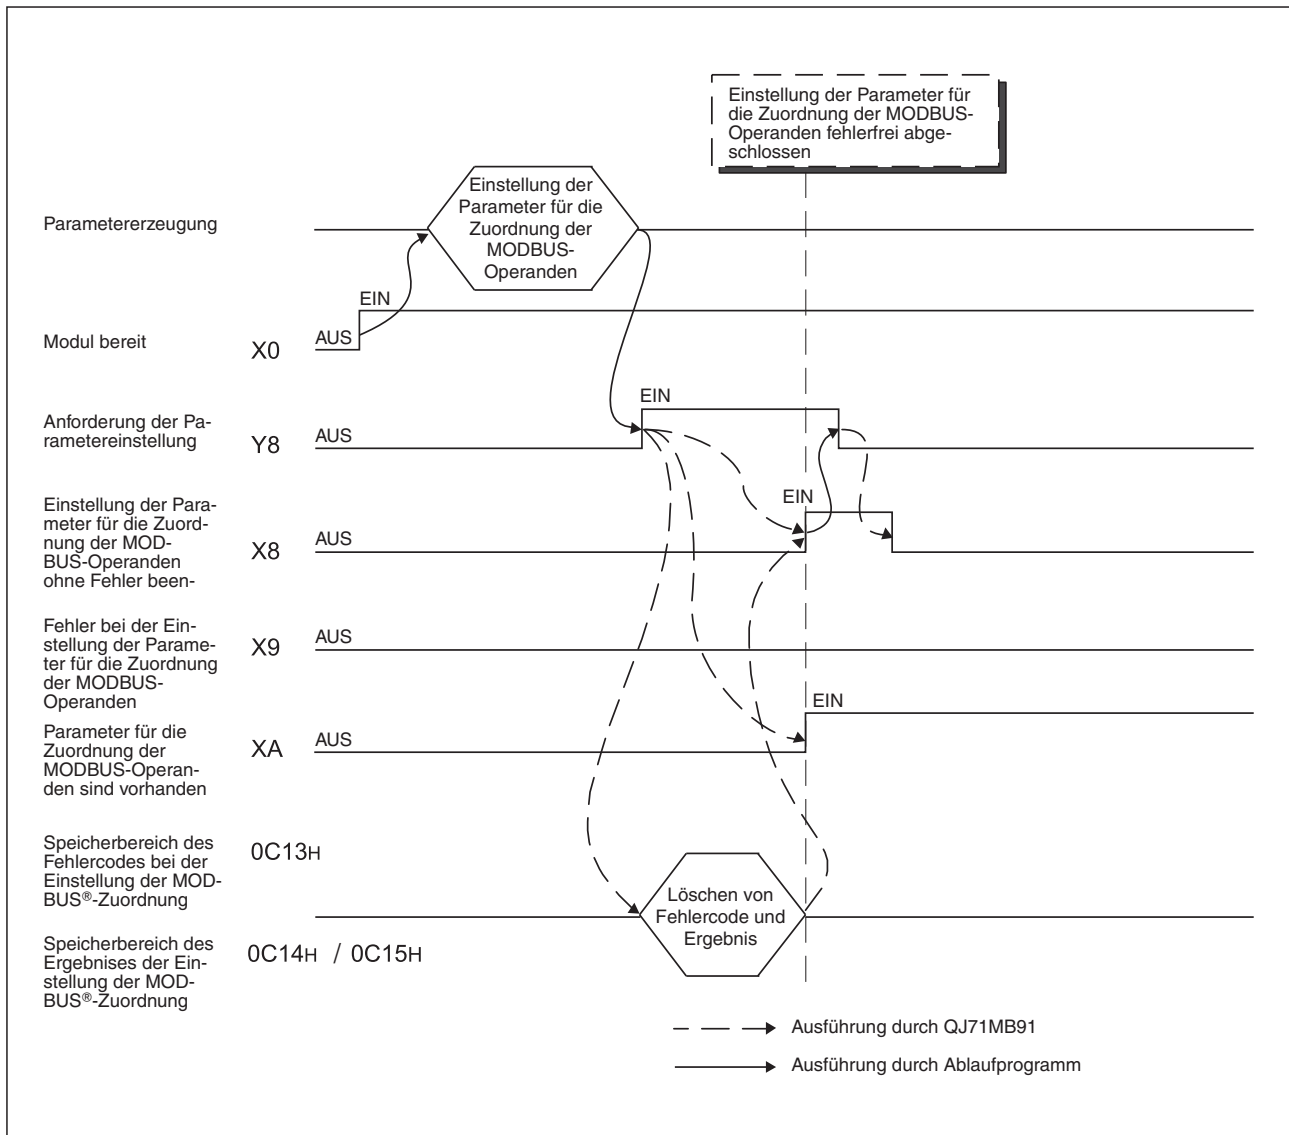 Einstellung der Parameter für
die Zuordnung der MODBUS-
Operanden fehlerfrei abge-
schlossen
Einstellung der
Parameter für die
Zuordnung der
MODBUS-
Operanden
Parametererzeugung
EIN
Modul bereit
X0
AUS
EIN
Anforderung der Pa-
rametereinstellung
Y8
AUS
EIN
Einstellung der Para-
meter für die Zuord-
nung der MOD-
BUS-Operanden
ohne Fehler been-
X8
AUS
Fehler bei der Ein-
stellung der Parame-
ter für die Zuordnung
der MODBUS-
Operanden
X9
AUS
EIN
Parameter für die
Zuordnung der
MODBUS-Operan-
den sind vorhanden
XA
AUS
Speicherbereich des
Fehlercodes bei der
Einstellung der MOD-
BUS®-Zuordnung
0C13H
Löschen von
Fehlercode und
Ergebnis
Speicherbereich des
Ergebnises der Ein-
stellung der MOD-
BUS®-Zuordnung
0C14H / 0C15H
Ausführung durch QJ71MB91
Ausführung durch Ablaufprogramm